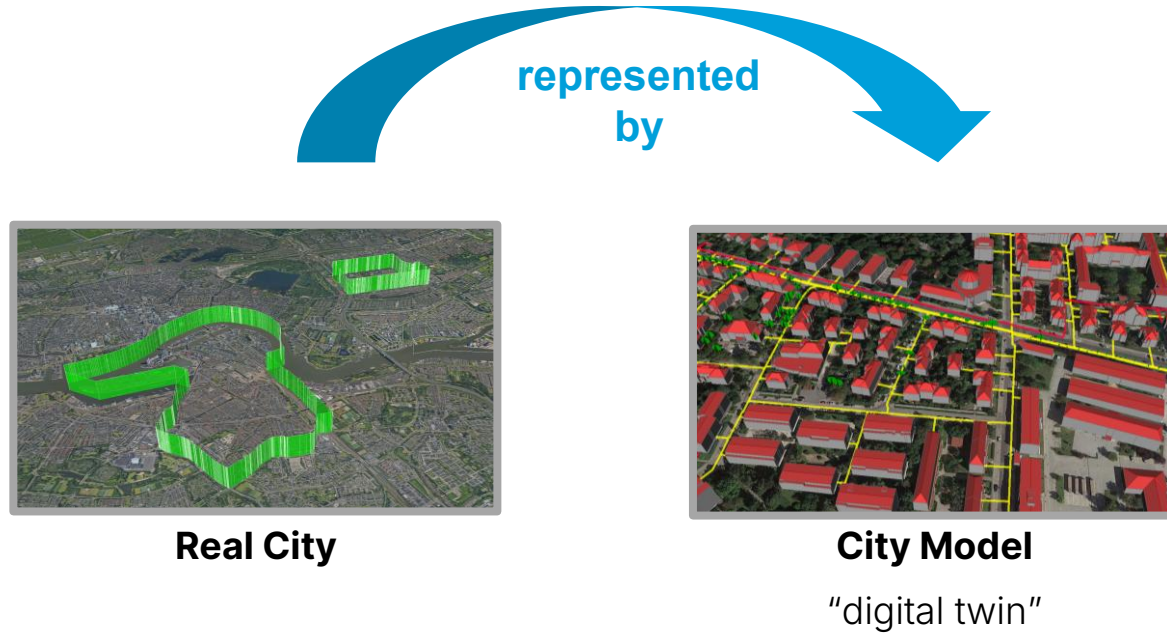 represented
by
Real City
City Model
“digital twin”